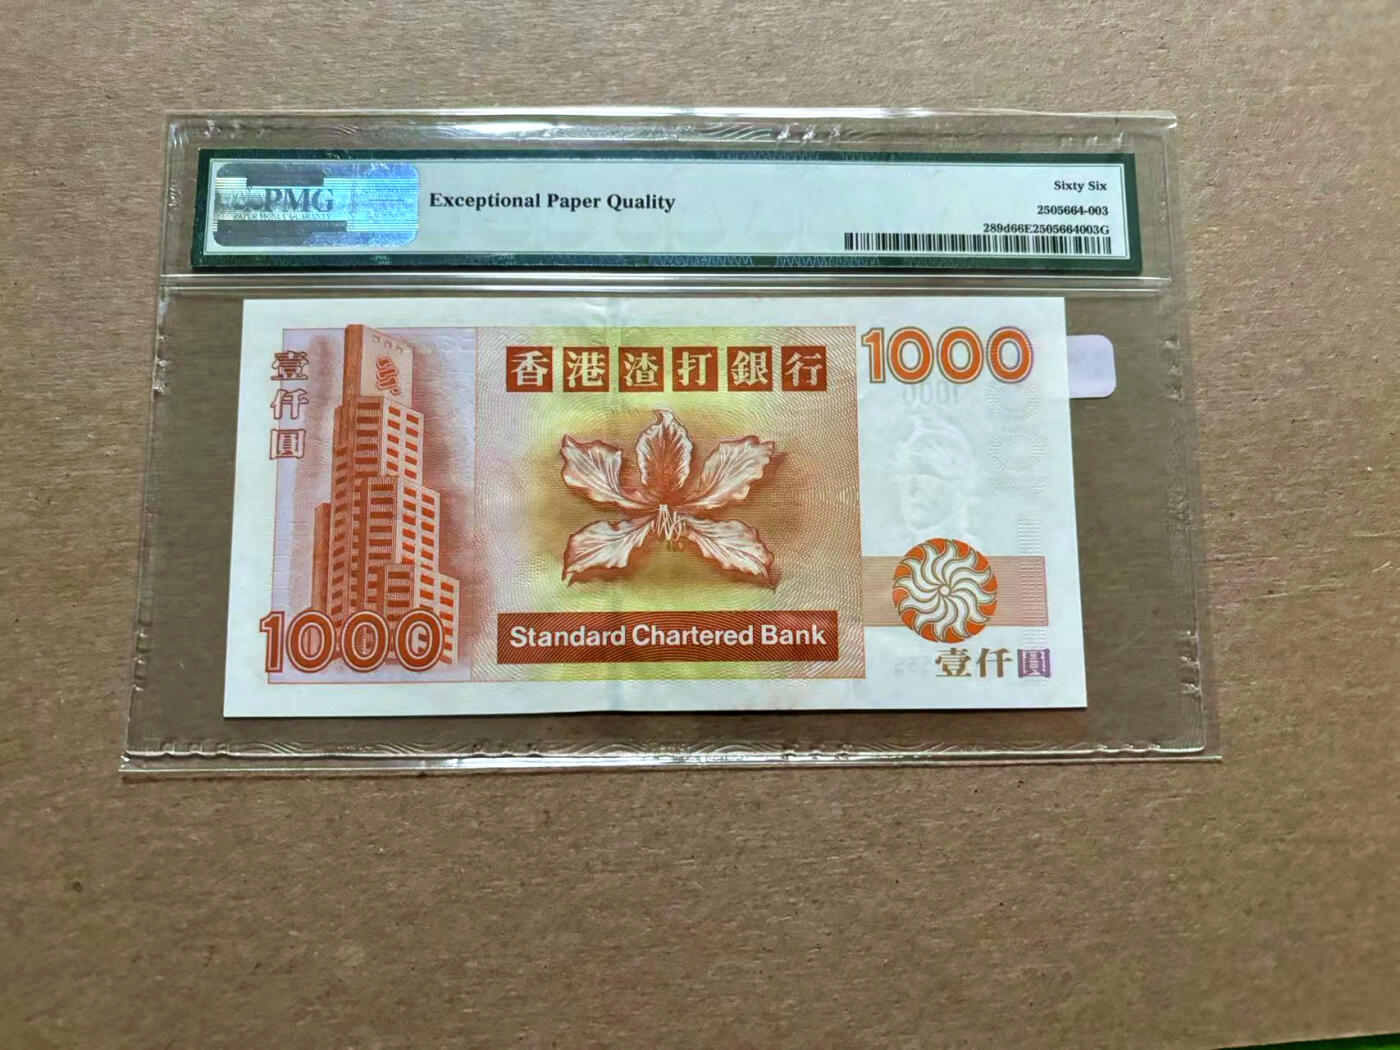 PMG
Exceptional Paper Quality
Sixty Six
2505664-003
289d66E2505664003G
壹仟圓
香港渣打銀行
1000
1000
Standard Chartered Bank
壹仟圓